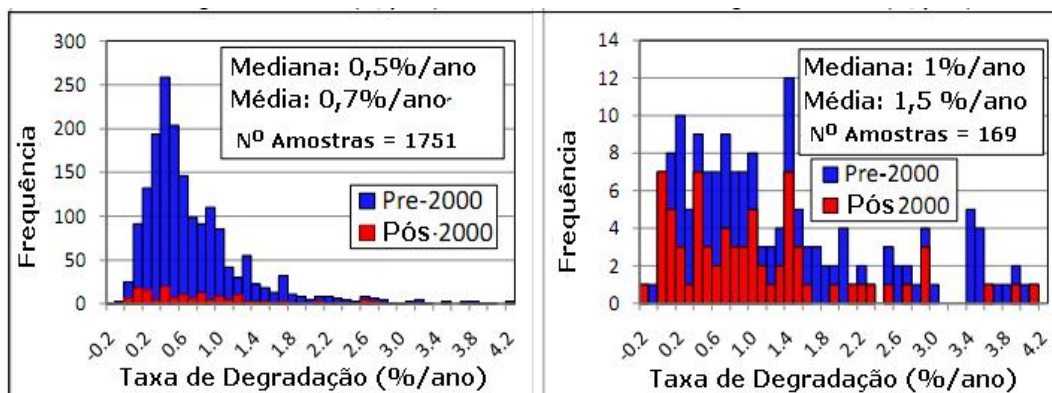 300
250
200
150
100
50
0
Frequência
Mediana: 0,5%/ano
Média: 0,7%/ano
Nº Amostras = 1751
Pre-2000
Pós-2000
-0.2 0.2 0.6 1.0 1.4 1.8 2.2 2.6 3.0 3.4 3.8 4.2
Taxa de Degradação (%/ano)
14
12
10
8
6
4
2
0
Frequência
Mediana: 1%/ano
Média: 1,5 %/ano
Nº Amostras = 169
Pre-2000
Pós 2000
-0.2 0.2 0.6 1.0 1.4 1.8 2.2 2.6 3.0 3.4 3.8 4.2
Taxa de Degradação (%/ano)